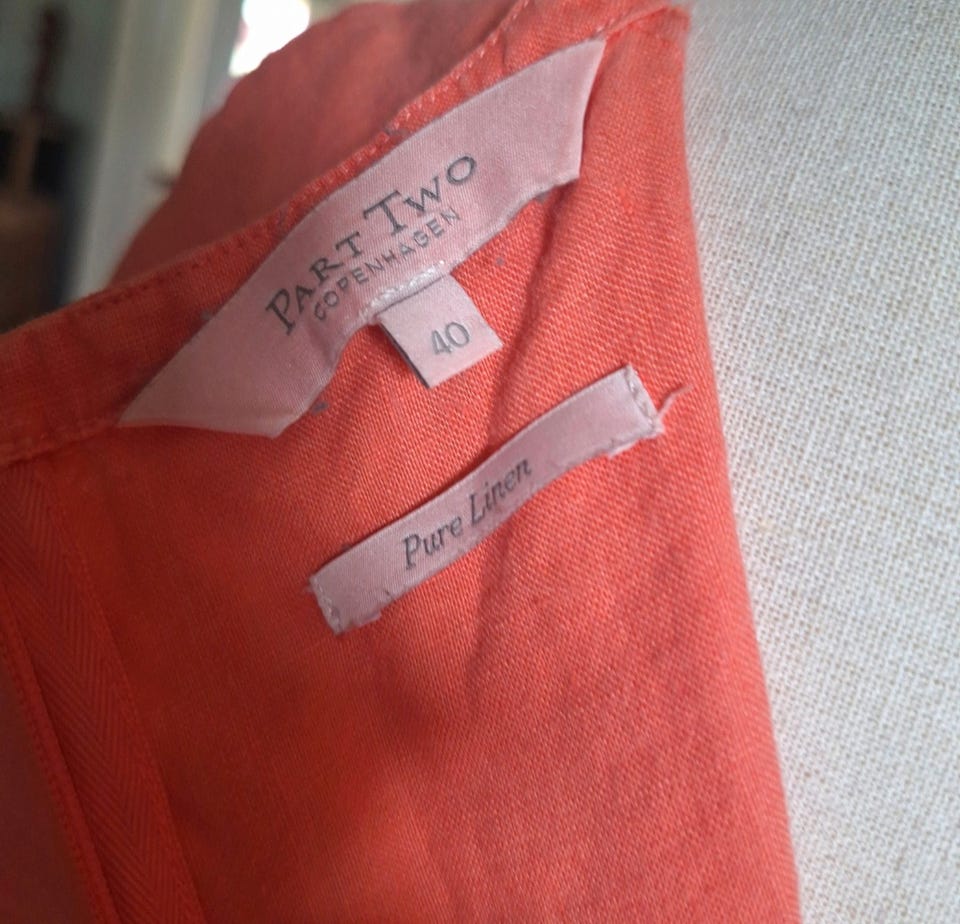 PART TWO
COPENHAGEN
40
Pure Linen